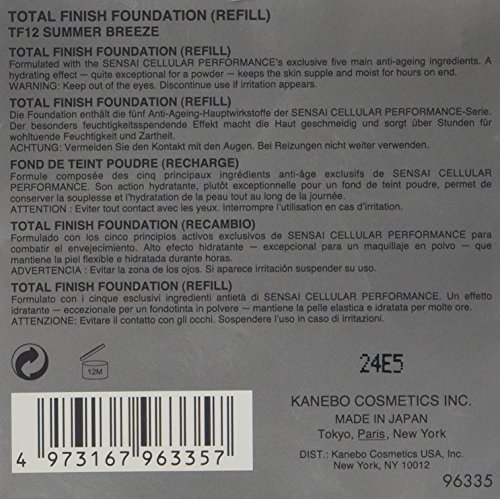 TOTAL FINISH FOUNDATION (REFILL)
TF12 SUMMER BREEZE
TOTAL FINISH FOUNDATION (REFILL)
Formulated with the SENSAI CELLULAR PERFORMANCE's exclusive five main anti-ageing ingredients. A
hydrating effect — quite exceptional for a powder — keeps the skin supple and moist for hours on end.
WARNING: Keep out of the eyes. Discontinue use if irritation appears.
TOTAL FINISH FOUNDATION (REFILL)
Die Foundation enthält die fünf Anti-Ageing-Hauptwirkstoffe der SENSAI CELLULAR PERFORMANCE-Serie.
Der besonders feuchtigkeitsspendende Effekt macht die Haut geschmeidig und sorgt über Stunden für
wohltuende Feuchtigkeit und Zartheit.
ACHTUNG: Vermeiden Sie den Kontakt mit den Augen. Bei Reizungen nicht weiter verwenden.
FOND DE TEINT POUDRE (RECHARGE)
Formule composée des cinq principaux ingrédients anti-âge exclusifs de SENSAI CELLULAR
PERFORMANCE. Son action hydratante, plutôt exceptionnelle pour un fond de teint poudre, permet de
conserver la souplesse et l'hydratation de la peau tout au long de la journée.
ATTENTION : Eviter tout contact avec les yeux. Interrompre l'utilisation en cas d'irritation.
TOTAL FINISH FOUNDATION (RECAMBIO)
Formulado con los cinco principios activos exclusivos de SENSAI CELLULAR PERFORMANCE para
combatir el envejecimiento. Alto efecto hidratante — excepcional para un maquillaje en polvo — que
mantiene la piel flexible e hidratada durante horas.
ADVERTENCIA : Evitar la zona de los ojos. Si aparece irritación suspender su uso.
TOTAL FINISH FOUNDATION (REFILL)
Formulato con i cinque esclusivi ingredienti antietà di SENSAI CELLULAR PERFORMANCE. Un effetto
idratante — eccezionale per un fondotinta in polvere — mantiene la pelle elastica e idratata per molte ore.
ATTENZIONE: Evitare il contatto con gli occhi. Sospendere l'uso in caso di irritazioni.
12M
24E5
KANEBO COSMETICS INC.
MADE IN JAPAN
Tokyo, Paris, New York
DIST.: Kanebo Cosmetics USA, Inc.
New York, NY 10012
4 973167 963357
96335